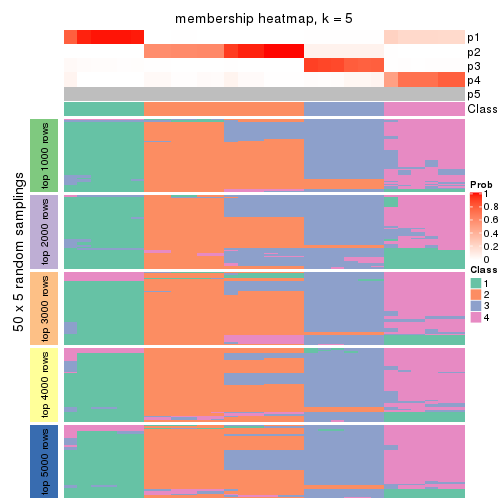 membership heatmap, k = 5
p1
p2
p3
p4
p5
Class
50 x 5 random samplings
top 1000 rows
top 2000 rows
top 3000 rows
top 4000 rows
top 5000 rows
Prob
1
0.8
0.6
0.4
0.2
0
Class
1
2
3
4